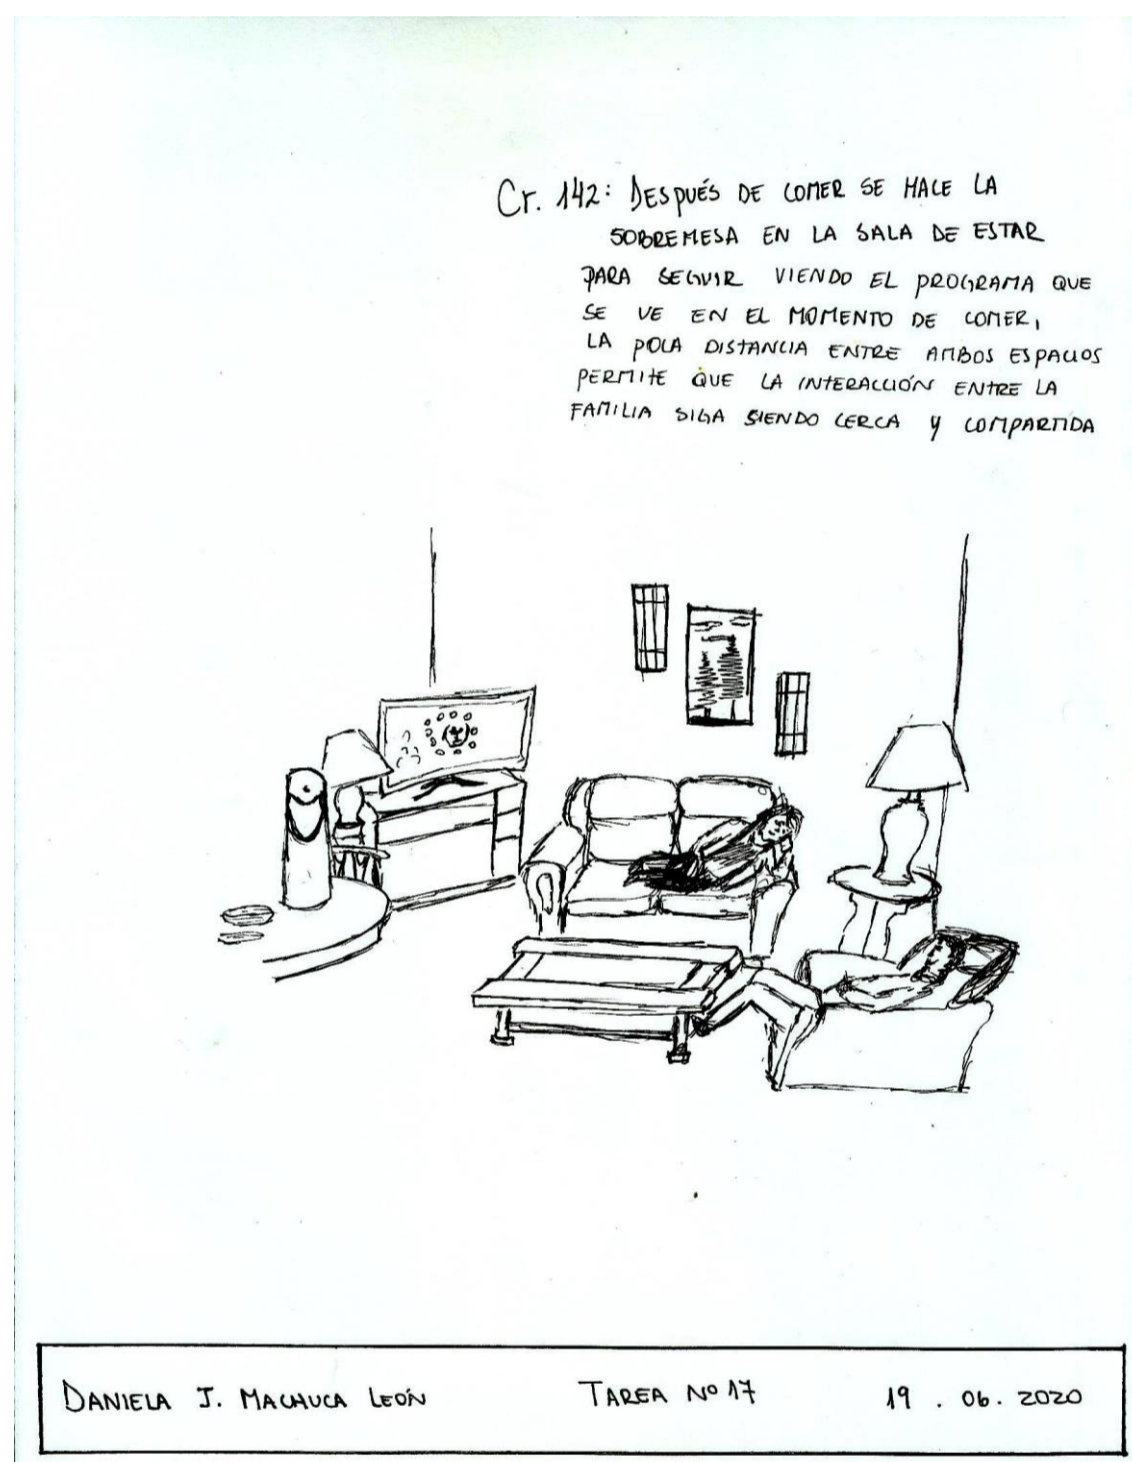 Cr. 142: DESPUÉS DE COMER SE HACE LA
SOBREMESA EN LA SALA DE ESTAR
PARA SEGUIR VIENDO EL PROGRAMA QUE
SE VE EN EL MOMENTO DE COMER,
LA POCA DISTANCIA ENTRE AMBOS ESPACIOS
PERMITE QUE LA INTERACCIÓN ENTRE LA
FAMILIA SIGA SIENDO CERCA Y COMPARTIDA
DANIELA J. MACHUCA LEÓN TAREA Nº 17 19 . 06 . 2020